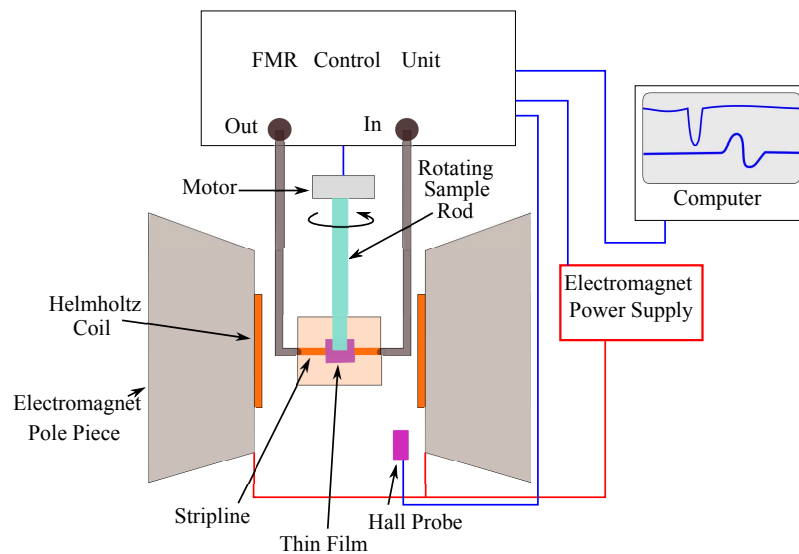 FMR Control Unit
Out
In
Motor
Rotating
Sample
Rod
Computer
Helmholtz
Coil
Electromagnet
Power Supply
Electromagnet
Pole Piece
Stripline
Thin Film
Hall Probe